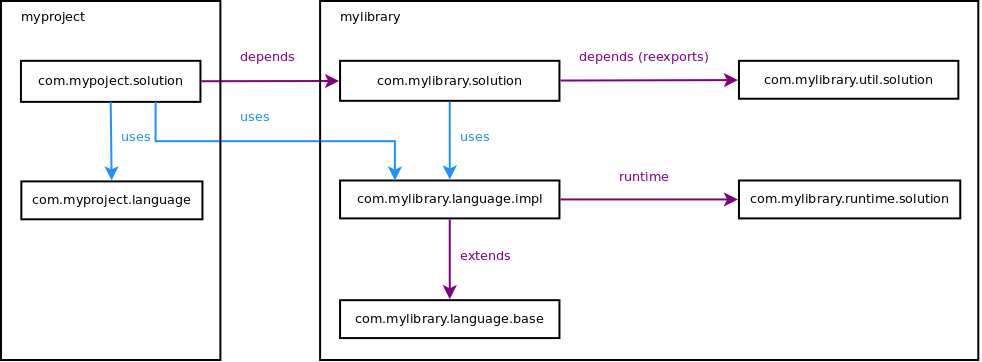 myproject
mylibrary
depends
depends (reexports)
com.mypoject.solution
com.mylibrary.solution
com.mylibrary.util.solution
uses
uses
uses
runtime
com.myproject.language
com.mylibrary.language.impl
com.mylibrary.runtime.solution
extends
com.mylibrary.language.base